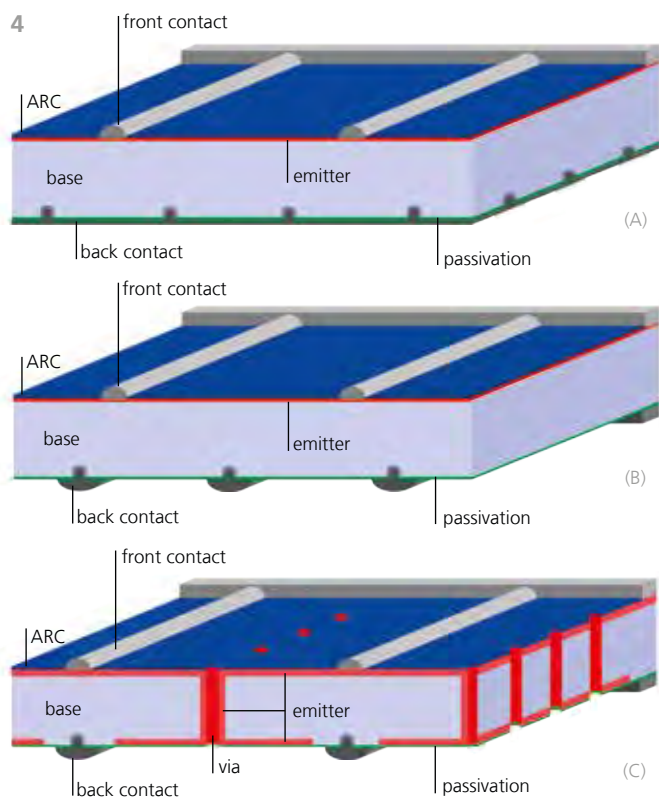 4
front contact
ARC
base
emitter
(A)
back contact
passivation
front contact
ARC
base
emitter
(B)
back contact
passivation
front contact
ARC
base
emitter
via
(C)
back contact
passivation